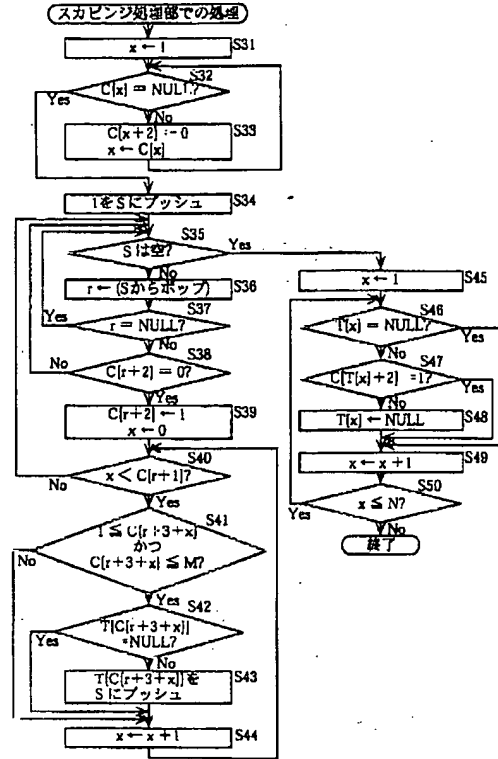 スカビンジ処理部での処理
x ← 1
S31
S32
C[x] = NULL?
Yes
No
C[x+2] ← 0
x ← C[x]
S33
1をSにプッシュ
S34
S35
Sは空?
Yes
No
r ← (Sからポップ)
S36
S37
r = NULL?
Yes
No
S38
C[r+2] = 0?
No
Yes
C[r+2] ← 1
x ← 0
S39
S40
x < C[r+1]?
No
Yes
S41
1 ≦ C[r+3+x]
かつ
C[r+3+x] ≦ M?
No
Yes
S42
T[C[r+3+x]]
=NULL?
Yes
No
T[C[r+3+x]]を
Sにプッシュ
S43
x ← x+1
S44
x ← 1
S45
S46
T[x] = NULL?
Yes
No
S47
C[T[x]+2] =1?
Yes
No
T[x] ← NULL
S48
x ← x+1
S49
S50
x ≦ N?
Yes
No
終了